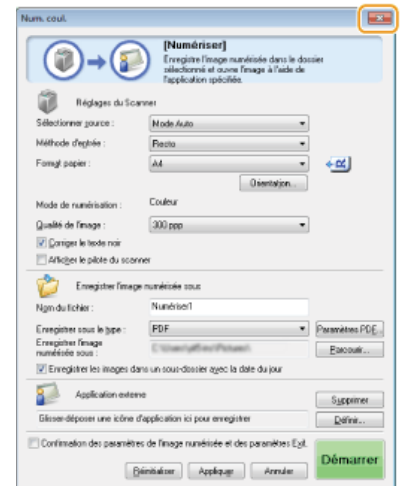 Num. coul.
[Numériser]
Enregistre l'image numérisée dans le dossier
sélectionné et ouvre l'image à l'aide de
l'application spécifiée.
Réglages du Scanner
Sélectionner source : Mode Auto
Méthode d'entrée : Recto
Format papier : A4
Orientation...
Mode de numérisation : Couleur
Qualité de l'image : 300 ppp
Corriger le texte noir
Afficher le pilote du scanner
Enregistrer l'image numérisée sous
Nom du fichier : Numériser1
Enregistrer sous le type : PDF Paramètres PDF
Enregistrer l'image
numérisée sous : Parcourir...
Enregistrer les images dans un sous-dossier avec la date du jour
Application externe
Supprimer
Glisser-déposer une icône d'application ici pour enregistrer Définir...
Confirmation des paramètres de l'image numérisée et des paramètres Exif.
Réinitialiser Appliquer Annuler Démarrer